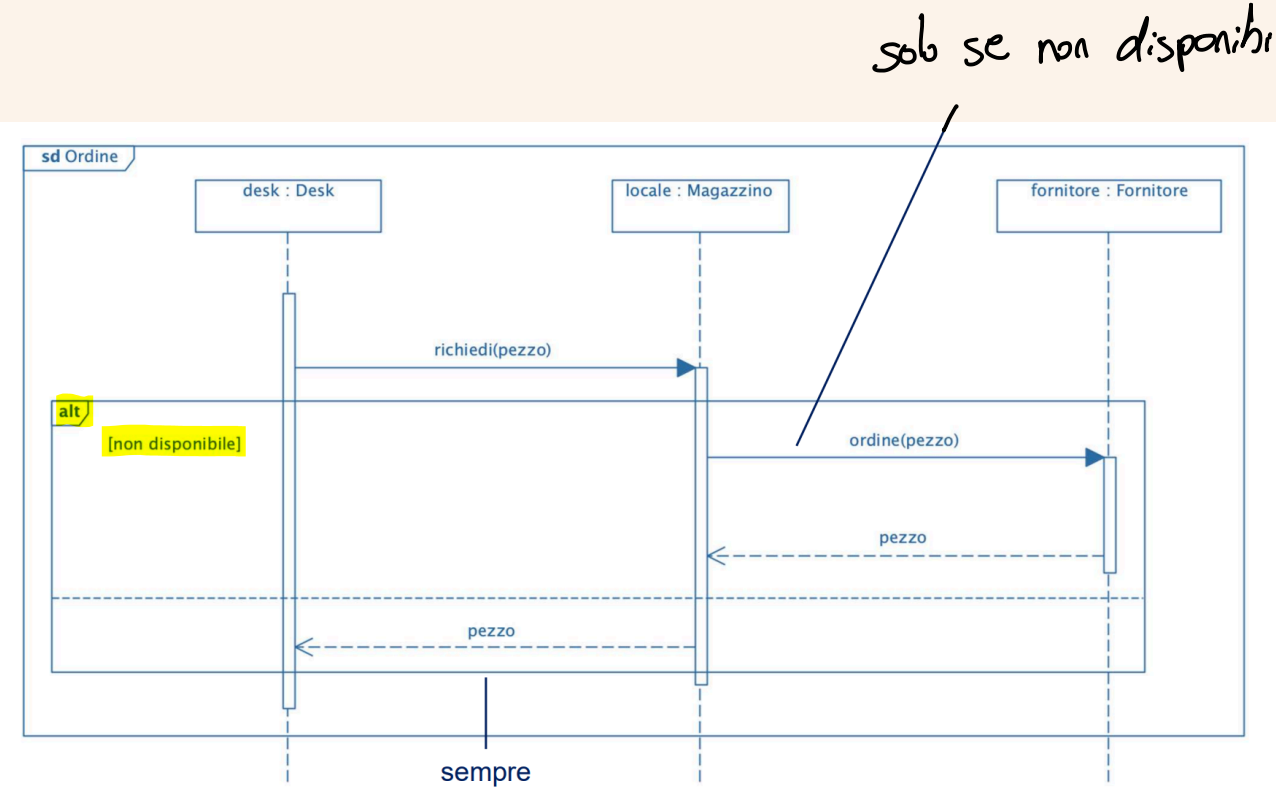 solo se non disponibi
sd Ordine
desk : Desk
locale : Magazzino
fornitore : Fornitore
richiedi(pezzo)
alt
[non disponibile]
ordine(pezzo)
pezzo
pezzo
sempre